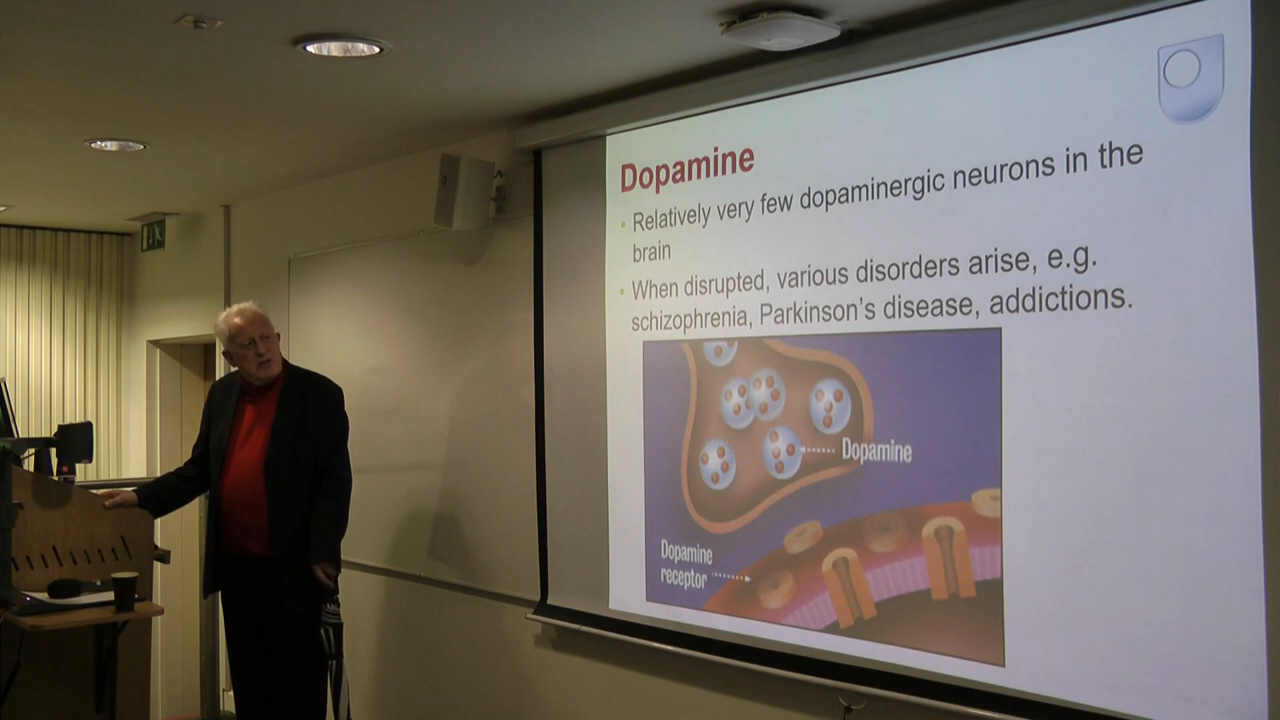 Dopamine
Relatively very few dopaminergic neurons in the
brain
When disrupted, various disorders arise, e.g.
schizophrenia, Parkinson's disease, addictions.
Dopamine
Dopamine
receptor